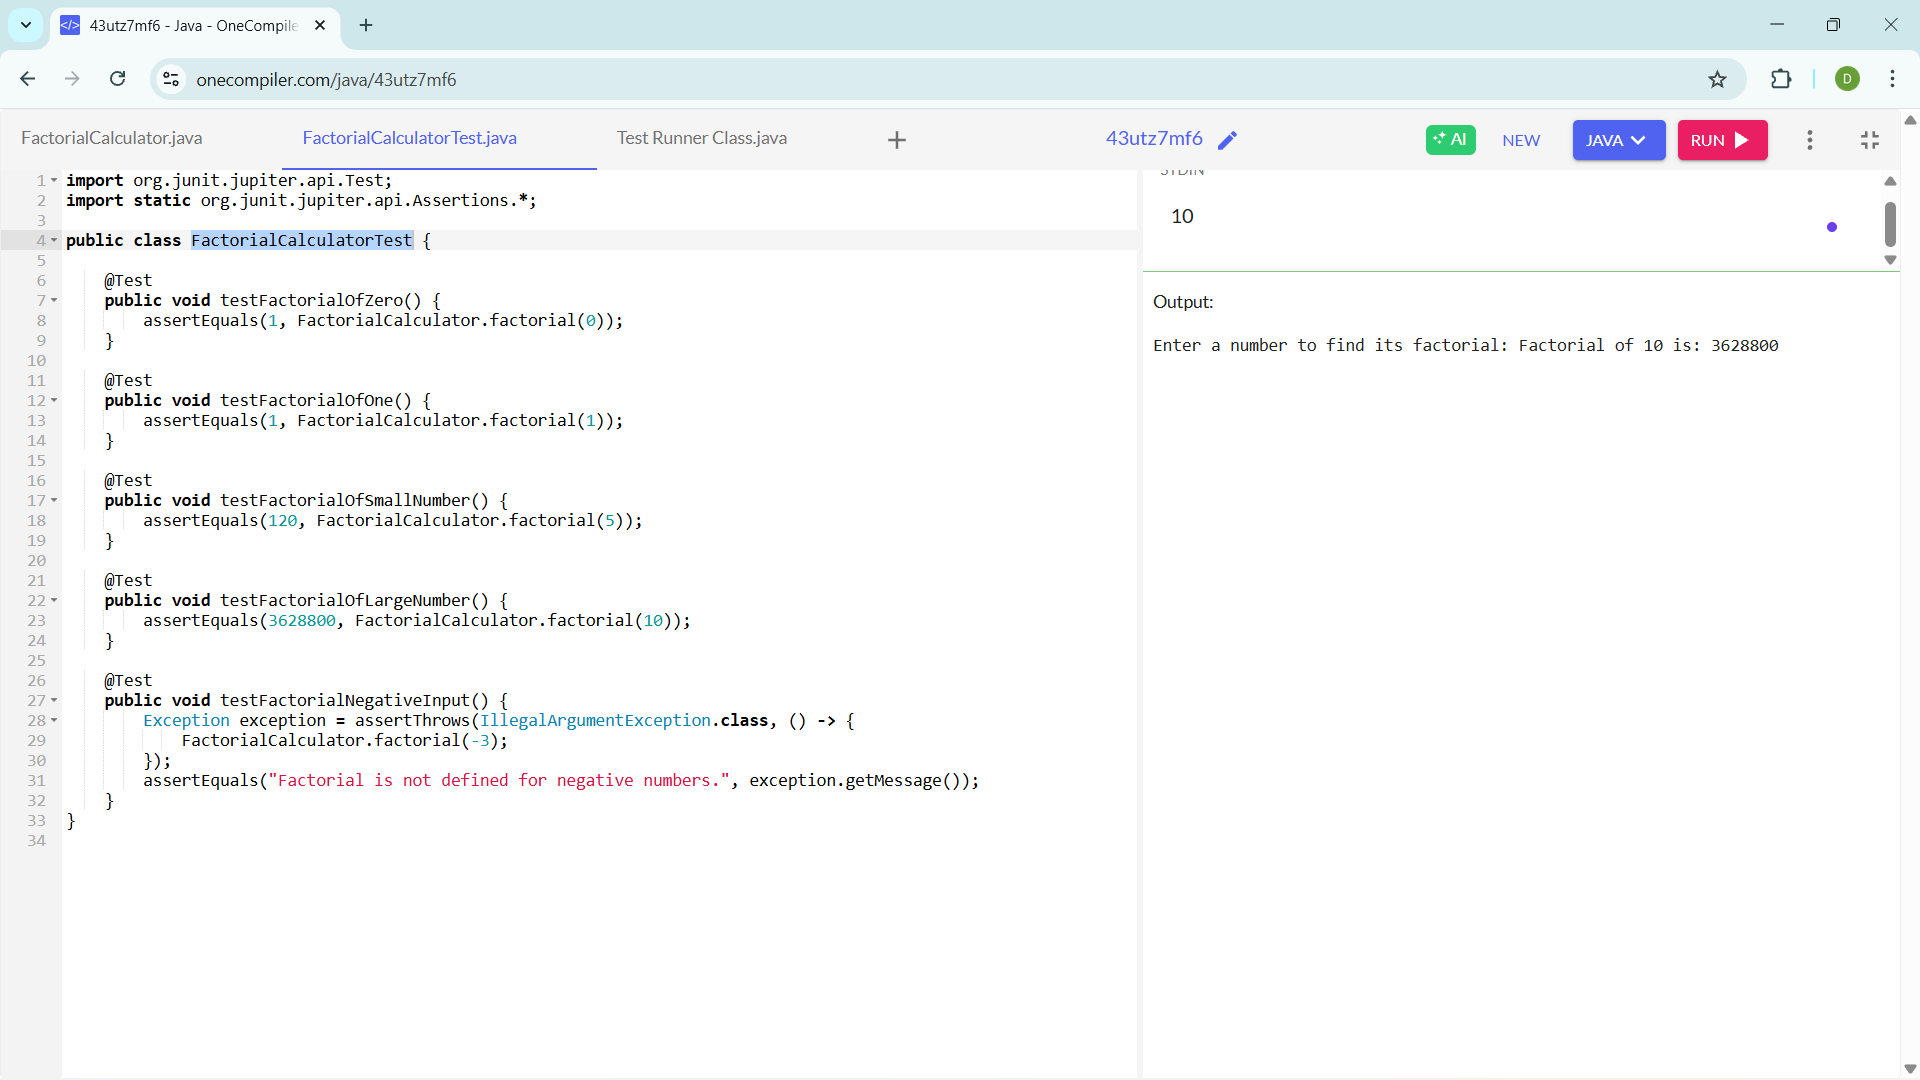 43utz7mf6 - Java - OneCompile
onecompiler.com/java/43utz7mf6
D
FactorialCalculator.java
FactorialCalculatorTest.java
Test Runner Class.java
43utz7mf6
AI
NEW
JAVA
RUN
1 import org.junit.jupiter.api.Test;
2 import static org.junit.jupiter.api.Assertions.*;
3
4 public class FactorialCalculatorTest {
5
6 @Test
7 public void testFactorialOfZero() {
8 assertEquals(1, FactorialCalculator.factorial(0));
9 }
10
11 @Test
12 public void testFactorialOfOne() {
13 assertEquals(1, FactorialCalculator.factorial(1));
14 }
15
16 @Test
17 public void testFactorialOfSmallNumber() {
18 assertEquals(120, FactorialCalculator.factorial(5));
19 }
20
21 @Test
22 public void testFactorialOfLargeNumber() {
23 assertEquals(3628800, FactorialCalculator.factorial(10));
24 }
25
26 @Test
27 public void testFactorialNegativeInput() {
28 Exception exception = assertThrows(IllegalArgumentException.class, () -> {
29 FactorialCalculator.factorial(-3);
30 });
31 assertEquals("Factorial is not defined for negative numbers.", exception.getMessage());
32 }
33 }
34
STDIN
10
Output:
Enter a number to find its factorial: Factorial of 10 is: 3628800